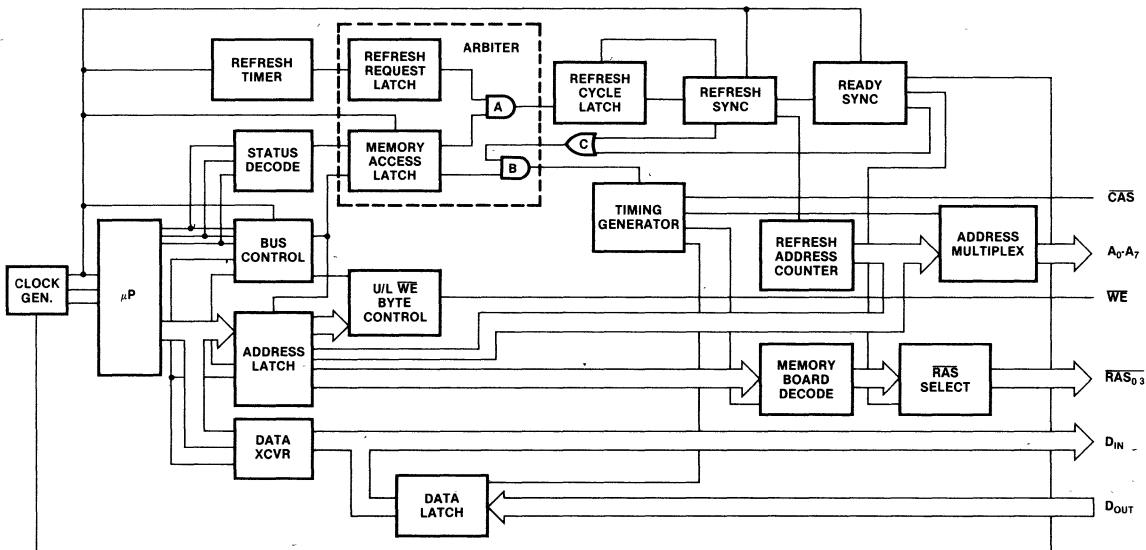 ARBITER
REFRESH
TIMER
REFRESH
REQUEST
LATCH
A
REFRESH
CYCLE
LATCH
REFRESH
SYNC
READY
SYNC
STATUS
DECODE
MEMORY
ACCESS
LATCH
B
C
TIMING
GENERATOR
CAS
BUS
CONTROL
REFRESH
ADDRESS
COUNTER
ADDRESS
MULTIPLEX
A0-A7
CLOCK
GEN.
μP
U/L WE
BYTE
CONTROL
WE
ADDRESS
LATCH
MEMORY
BOARD
DECODE
RAS
SELECT
RAS0 3
DATA
XCVR
DIN
DATA
LATCH
DOUT